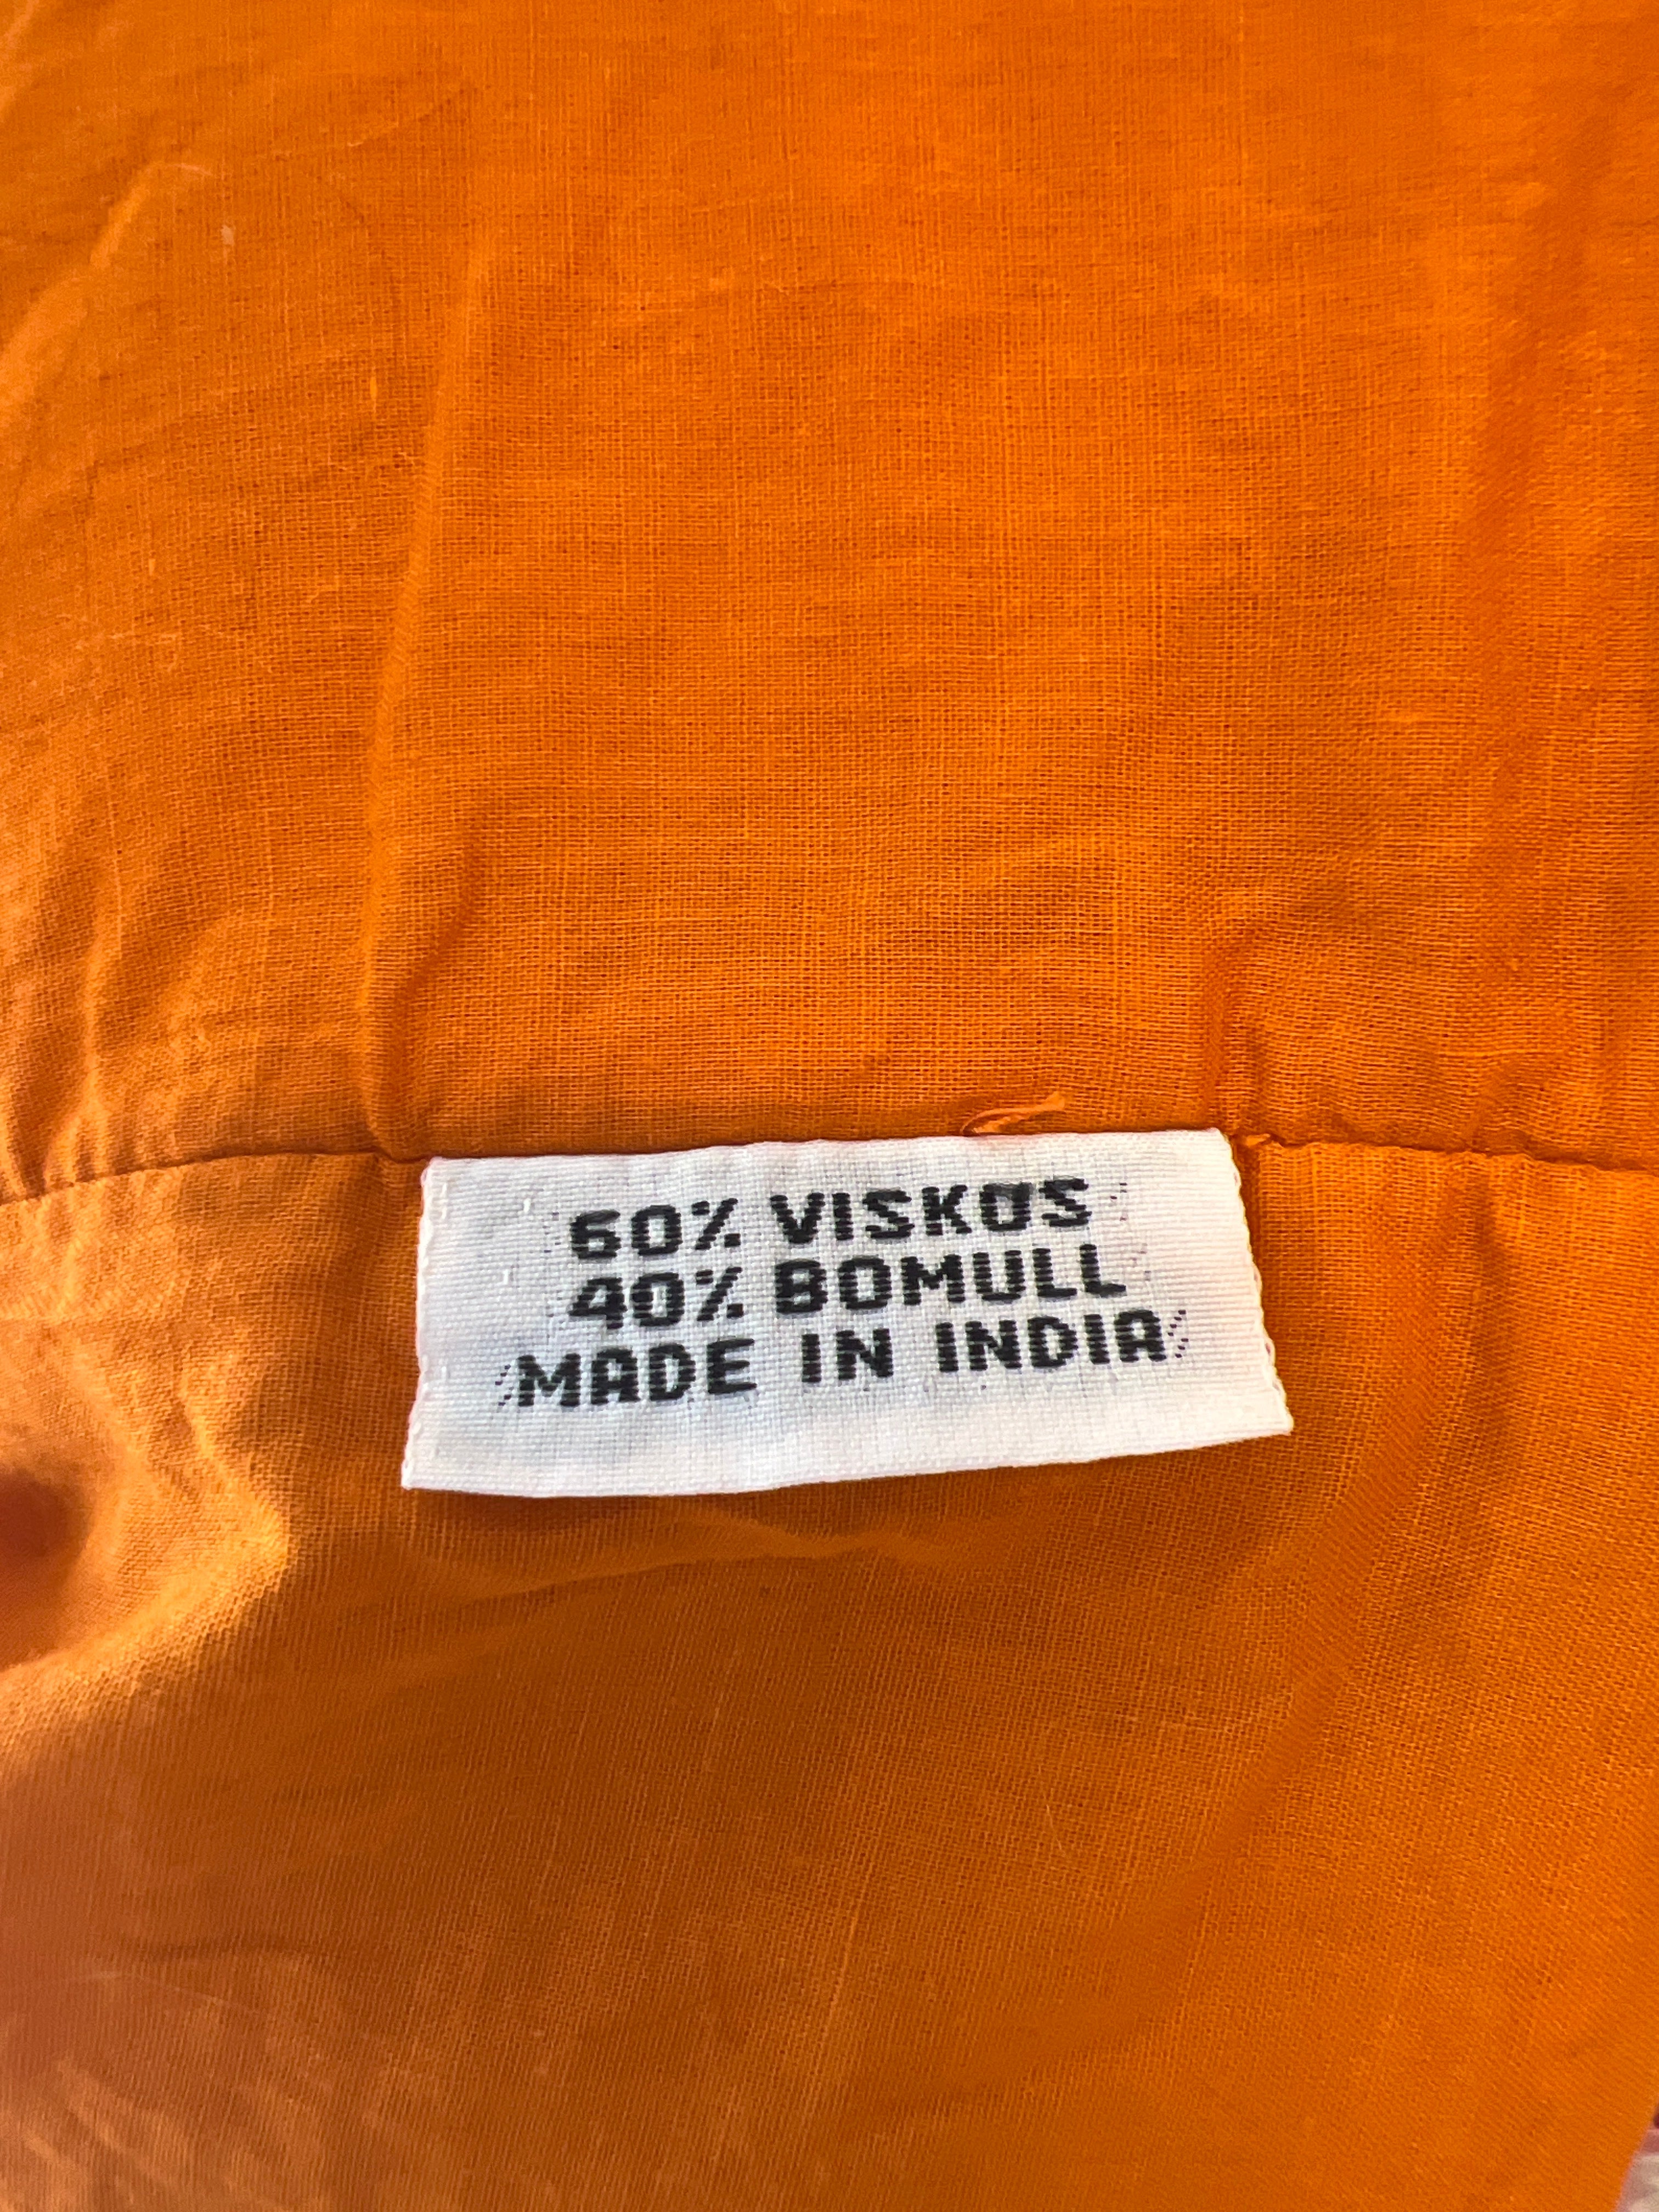 60% VISKOS
40% BOMULL
MADE IN INDIA